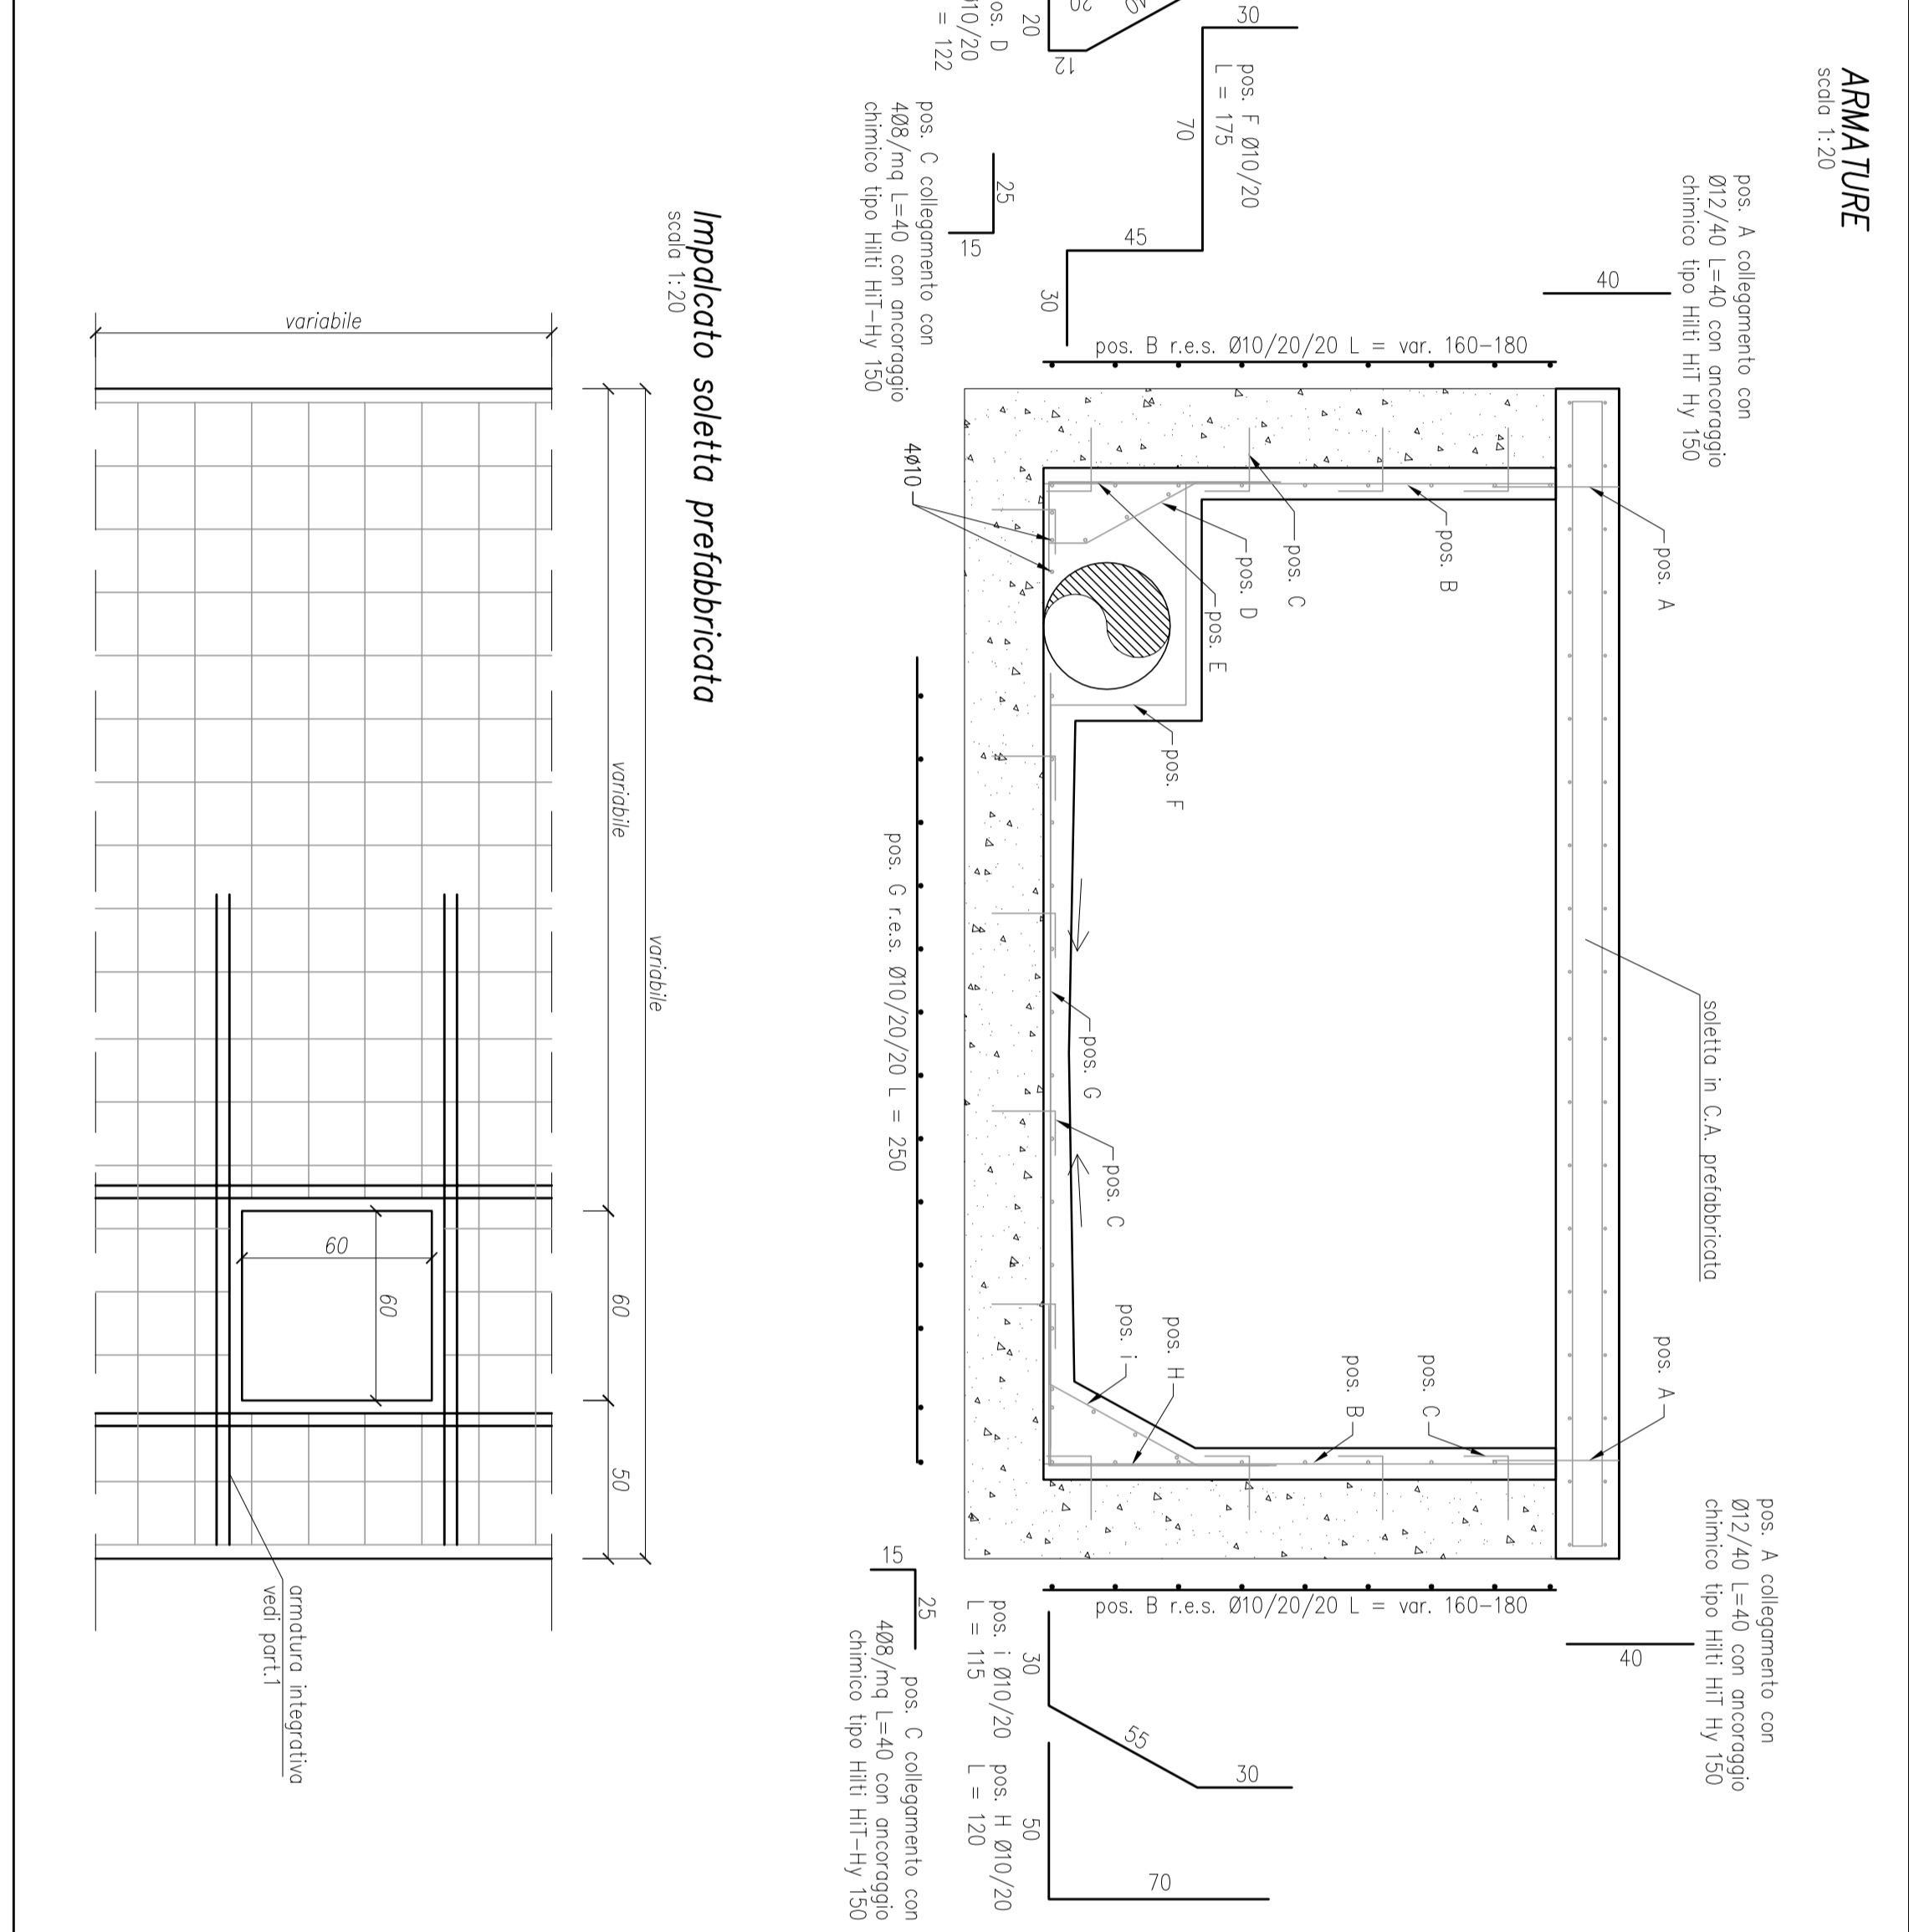 ARMATURE
scala 1:20
pos. A collegamento con
Ø12/40 L=40 con ancoraggio
chimico tipo Hilti HiT Hy 150
40
pos. A
soletta in C.A. prefabbricata
pos. A
pos. A collegamento con
Ø12/40 L=40 con ancoraggio
chimico tipo Hilti HiT Hy 150
40
30
pos. F Ø10/20
L = 175
70
45
30
pos. B r.e.s. Ø10/20/20 L = var. 160-180
pos. B
pos. C
pos. D
pos. E
pos. F
pos. G
pos. C
pos. i
pos. H
pos. B
pos. C
pos. B r.e.s. Ø10/20/20 L = var. 160-180
20
12
os. D
10/20
= 122
25
15
pos. C collegamento con
4Ø8/mq L=40 con ancoraggio
chimico tipo Hilti HiT-Hy 150
4Ø10
pos. G r.e.s. Ø10/20/20 L = 250
30
55
30
pos. i Ø10/20
L = 115
50
70
pos. H Ø10/20
L = 120
15
25
pos. C collegamento con
4Ø8/mq L=40 con ancoraggio
chimico tipo Hilti HiT-Hy 150
Impalcato soletta prefabbricata
scala 1:20
variabile
variabile
60
50
variabile
60
60
armatura integrativa
vedi part.1